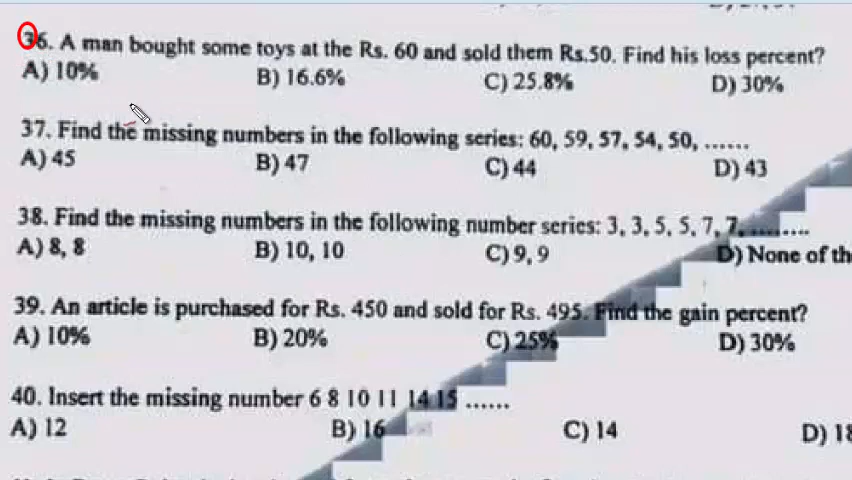 36. A man bought some toys at the Rs. 60 and sold them Rs.50. Find his loss percent?
A) 10% B) 16.6% C) 25.8% D) 30%
37. Find the missing numbers in the following series: 60, 59, 57, 54, 50, ......
A) 45 B) 47 C) 44 D) 43
38. Find the missing numbers in the following number series: 3, 3, 5, 5, 7, 7, ........
A) 8, 8 B) 10, 10 C) 9, 9 D) None of th
39. An article is purchased for Rs. 450 and sold for Rs. 495. Find the gain percent?
A) 10% B) 20% C) 25% D) 30%
40. Insert the missing number 6 8 10 11 14 15 ......
A) 12 B) 16 C) 14 D) 18